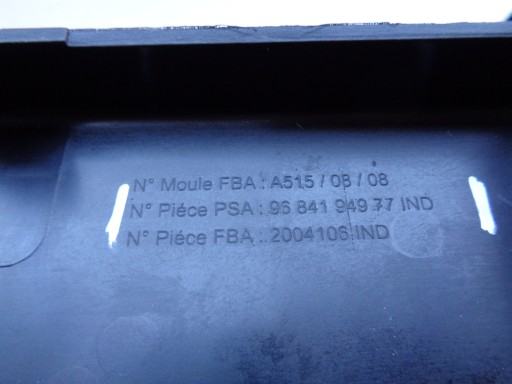 N° Moule FBA : A515 / 08 / 08
N° Piéce PSA : 96 841 949 77 IND
N° Piéce FBA : 2004106 IND